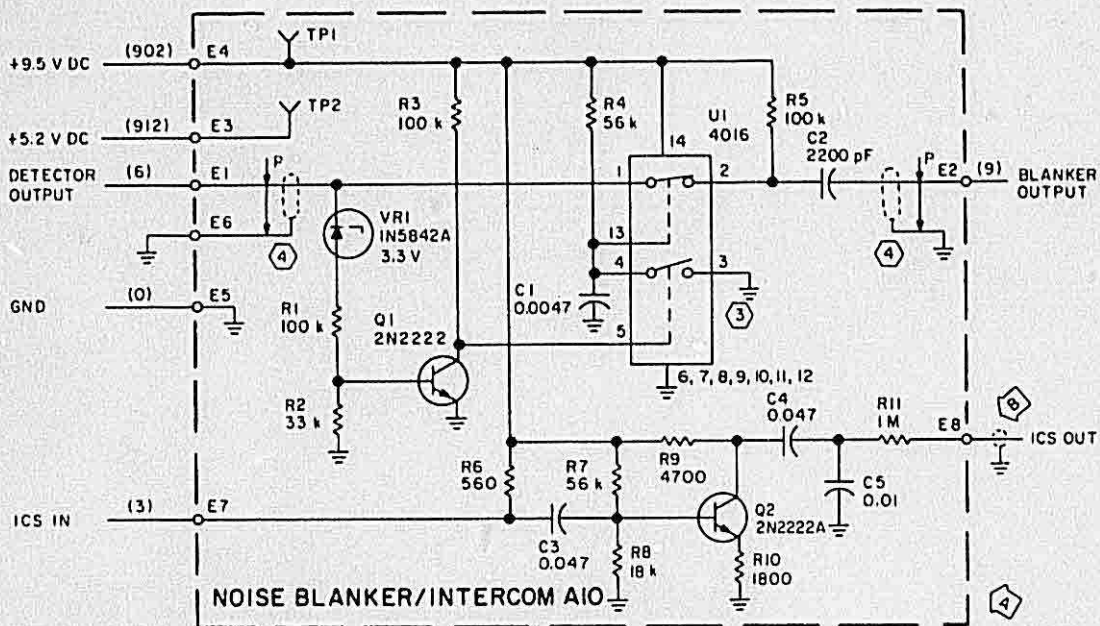 +9.5 V DC
(902)
E4
TP1
+5.2 V DC
(912)
E3
TP2
DETECTOR
OUTPUT
(6)
E1
P
E6
4
GND
(0)
E5
VR1
1N5842A
3.3 V
R1
100 k
R2
33 k
Q1
2N2222
R3
100 k
R4
56 k
U1
4016
14
1
2
13
4
3
5
3
6, 7, 8, 9, 10, 11, 12
C1
0.0047
R5
100 k
C2
2200 pF
P
E2
(9)
BLANKER
OUTPUT
4
ICS IN
(3)
E7
R6
560
C3
0.047
R7
56 k
R8
18 k
R9
4700
Q2
2N2222A
R10
1800
C4
0.047
C5
0.01
R11
1M
E8
B
ICS OUT
NOISE BLANKER/INTERCOM A10
4